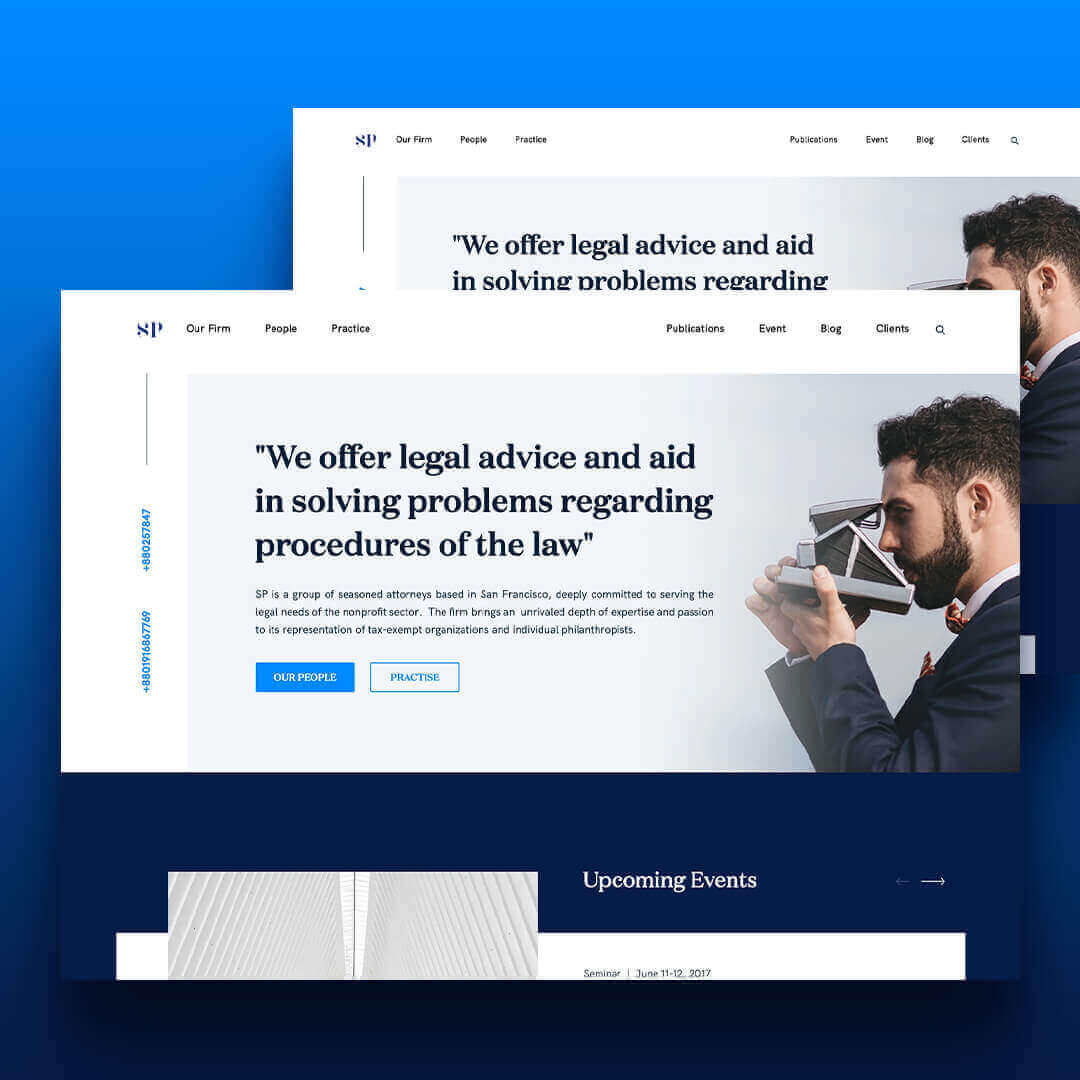 SP Our Firm People Practice Publications Event Blog Clients
"We offer legal advice and aid
in solving problems regarding
SP Our Firm People Practice Publications Event Blog Clients
"We offer legal advice and aid
in solving problems regarding
procedures of the law"
+880257847
+8801916867769
SP is a group of seasoned attorneys based in San Francisco, deeply committed to serving the
legal needs of the nonprofit sector. The firm brings an unrivaled depth of expertise and passion
to its representation of tax-exempt organizations and individual philanthropists.
OUR PEOPLE PRACTISE
Upcoming Events
Seminar | June 11-12, 2017